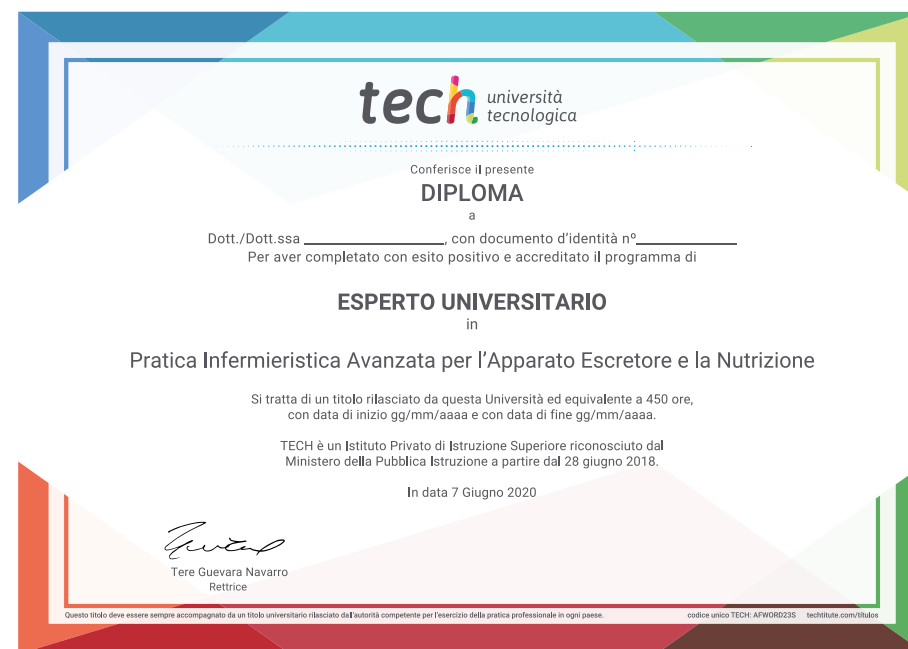 tech università
tecnologica
Conferisce il presente
DIPLOMA
a
Dott./Dott.ssa ____________________, con documento d'identità nº______________
Per aver completato con esito positivo e accreditato il programma di
ESPERTO UNIVERSITARIO
in
Pratica Infermieristica Avanzata per l'Apparato Escretore e la Nutrizione
Si tratta di un titolo rilasciato da questa Università ed equivalente a 450 ore,
con data di inizio gg/mm/aaaa e con data di fine gg/mm/aaaa.
TECH è un Istituto Privato di Istruzione Superiore riconosciuto dal
Ministero della Pubblica Istruzione a partire dal 28 giugno 2018.
In data 7 Giugno 2020
Tere Guevara Navarro
Rettrice
Questo titolo deve essere sempre accompagnato da un titolo universitario rilasciato dall'autorità competente per l'esercizio della pratica professionale in ogni paese. codice unico TECH: AFWORD23S techtitute.com/titulos